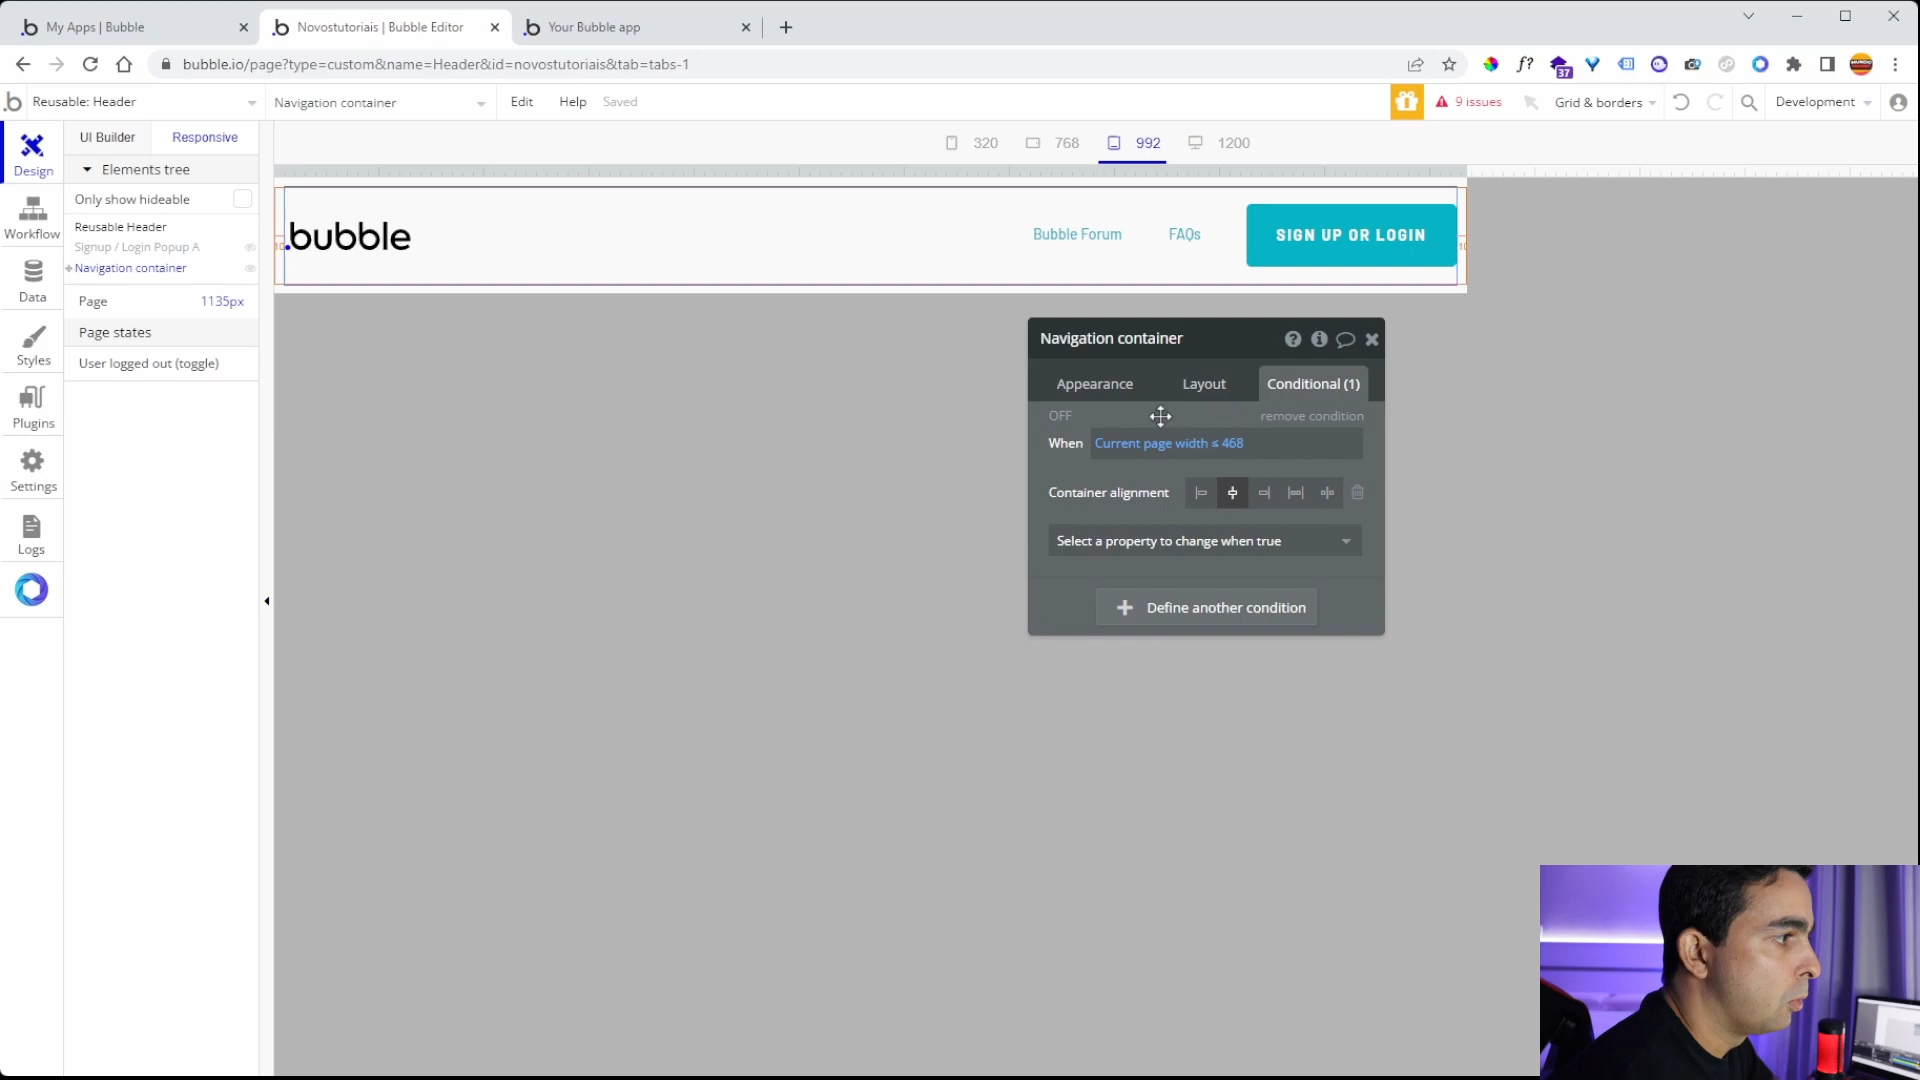 My Apps | Bubble
Novostutoriais | Bubble Editor
Your Bubble app
bubble.io/page?type=custom&name=Header&id=novostutoriais&tab=tabs-1
f?
37
Reusable: Header
Navigation container
Edit
Help
Saved
9 issues
Grid & borders
Development
Design
Workflow
Data
Styles
Plugins
Settings
Logs
UI Builder
Responsive
Elements tree
Only show hideable
Reusable Header
Signup / Login Popup A
Navigation container
Page
1135px
Page states
User logged out (toggle)
320
768
992
1200
.bubble
Bubble Forum
FAQs
SIGN UP OR LOGIN
10
10
Navigation container
Appearance
Layout
Conditional (1)
OFF
remove condition
When
Current page width ≤ 468
Container alignment
Select a property to change when true
Define another condition